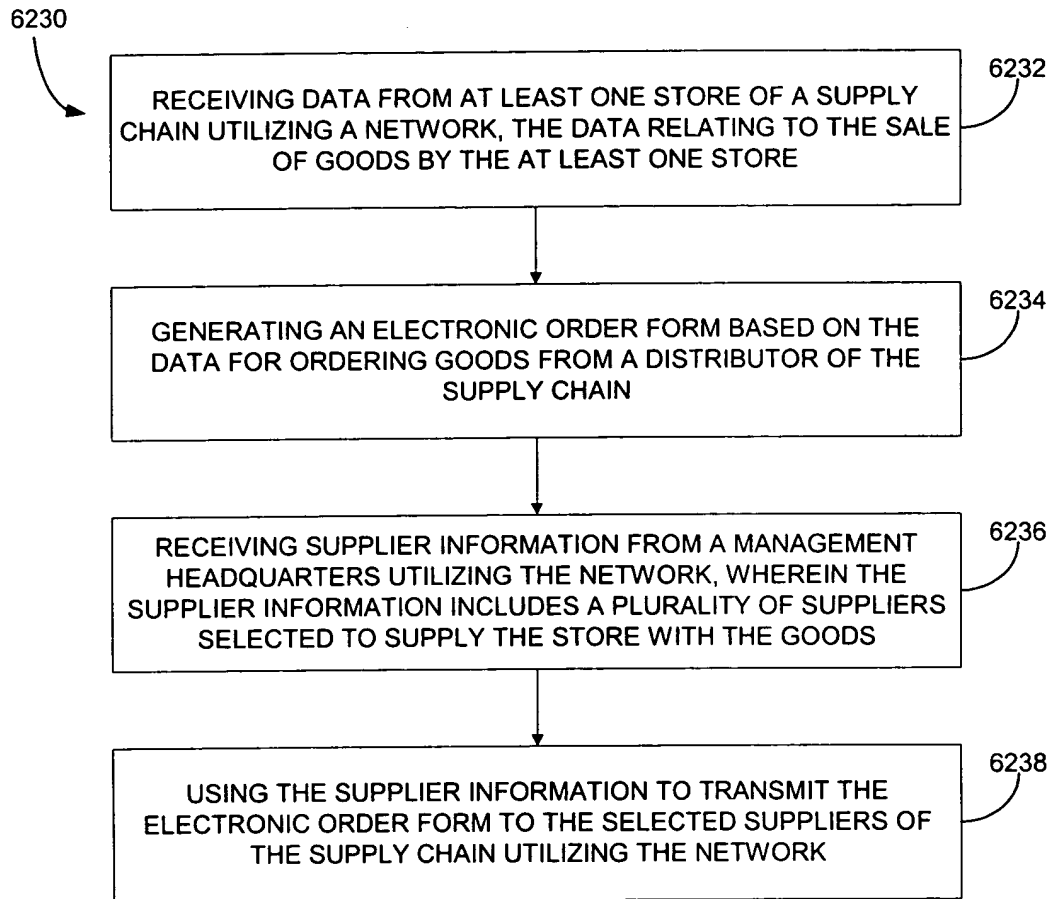 6230
6232
RECEIVING DATA FROM AT LEAST ONE STORE OF A SUPPLY
CHAIN UTILIZING A NETWORK, THE DATA RELATING TO THE SALE
OF GOODS BY THE AT LEAST ONE STORE
6234
GENERATING AN ELECTRONIC ORDER FORM BASED ON THE
DATA FOR ORDERING GOODS FROM A DISTRIBUTOR OF THE
SUPPLY CHAIN
6236
RECEIVING SUPPLIER INFORMATION FROM A MANAGEMENT
HEADQUARTERS UTILIZING THE NETWORK, WHEREIN THE
SUPPLIER INFORMATION INCLUDES A PLURALITY OF SUPPLIERS
SELECTED TO SUPPLY THE STORE WITH THE GOODS
6238
USING THE SUPPLIER INFORMATION TO TRANSMIT THE
ELECTRONIC ORDER FORM TO THE SELECTED SUPPLIERS OF
THE SUPPLY CHAIN UTILIZING THE NETWORK